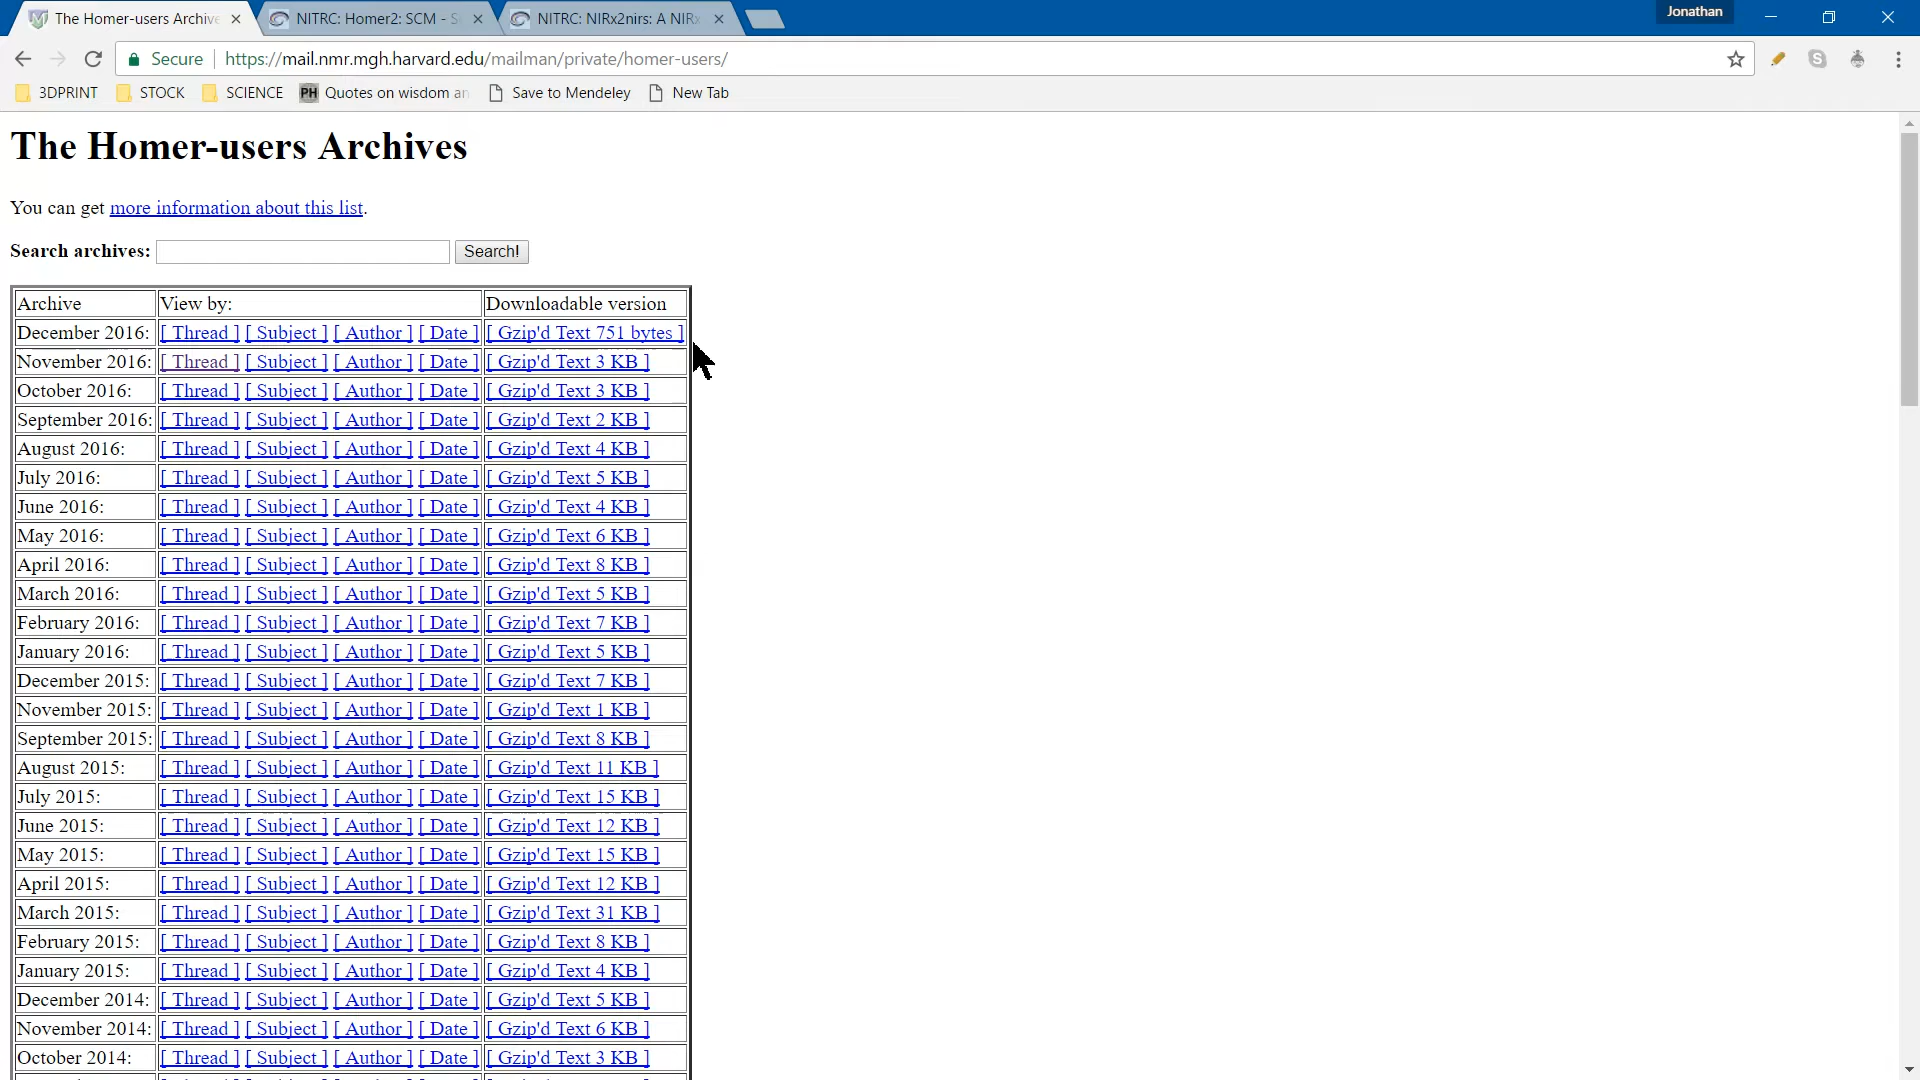 The Homer-users Archive
NITRC: Homer2: SCM - S
NITRC: NIRx2nirs: A NIRx
Jonathan
Secure
https://mail.nmr.mgh.harvard.edu/mailman/private/homer-users/
3DPRINT STOCK SCIENCE PH Quotes on wisdom an Save to Mendeley New Tab
The Homer-users Archives
You can get more information about this list.
Search archives: Search!
Archive View by: Downloadable version
December 2016: [ Thread ] [ Subject ] [ Author ] [ Date ] [ Gzip'd Text 751 bytes ]
November 2016: [ Thread ] [ Subject ] [ Author ] [ Date ] [ Gzip'd Text 3 KB ]
October 2016: [ Thread ] [ Subject ] [ Author ] [ Date ] [ Gzip'd Text 3 KB ]
September 2016: [ Thread ] [ Subject ] [ Author ] [ Date ] [ Gzip'd Text 2 KB ]
August 2016: [ Thread ] [ Subject ] [ Author ] [ Date ] [ Gzip'd Text 4 KB ]
July 2016: [ Thread ] [ Subject ] [ Author ] [ Date ] [ Gzip'd Text 5 KB ]
June 2016: [ Thread ] [ Subject ] [ Author ] [ Date ] [ Gzip'd Text 4 KB ]
May 2016: [ Thread ] [ Subject ] [ Author ] [ Date ] [ Gzip'd Text 6 KB ]
April 2016: [ Thread ] [ Subject ] [ Author ] [ Date ] [ Gzip'd Text 8 KB ]
March 2016: [ Thread ] [ Subject ] [ Author ] [ Date ] [ Gzip'd Text 5 KB ]
February 2016: [ Thread ] [ Subject ] [ Author ] [ Date ] [ Gzip'd Text 7 KB ]
January 2016: [ Thread ] [ Subject ] [ Author ] [ Date ] [ Gzip'd Text 5 KB ]
December 2015: [ Thread ] [ Subject ] [ Author ] [ Date ] [ Gzip'd Text 7 KB ]
November 2015: [ Thread ] [ Subject ] [ Author ] [ Date ] [ Gzip'd Text 1 KB ]
September 2015: [ Thread ] [ Subject ] [ Author ] [ Date ] [ Gzip'd Text 8 KB ]
August 2015: [ Thread ] [ Subject ] [ Author ] [ Date ] [ Gzip'd Text 11 KB ]
July 2015: [ Thread ] [ Subject ] [ Author ] [ Date ] [ Gzip'd Text 15 KB ]
June 2015: [ Thread ] [ Subject ] [ Author ] [ Date ] [ Gzip'd Text 12 KB ]
May 2015: [ Thread ] [ Subject ] [ Author ] [ Date ] [ Gzip'd Text 15 KB ]
April 2015: [ Thread ] [ Subject ] [ Author ] [ Date ] [ Gzip'd Text 12 KB ]
March 2015: [ Thread ] [ Subject ] [ Author ] [ Date ] [ Gzip'd Text 31 KB ]
February 2015: [ Thread ] [ Subject ] [ Author ] [ Date ] [ Gzip'd Text 8 KB ]
January 2015: [ Thread ] [ Subject ] [ Author ] [ Date ] [ Gzip'd Text 4 KB ]
December 2014: [ Thread ] [ Subject ] [ Author ] [ Date ] [ Gzip'd Text 5 KB ]
November 2014: [ Thread ] [ Subject ] [ Author ] [ Date ] [ Gzip'd Text 6 KB ]
October 2014: [ Thread ] [ Subject ] [ Author ] [ Date ] [ Gzip'd Text 3 KB ]